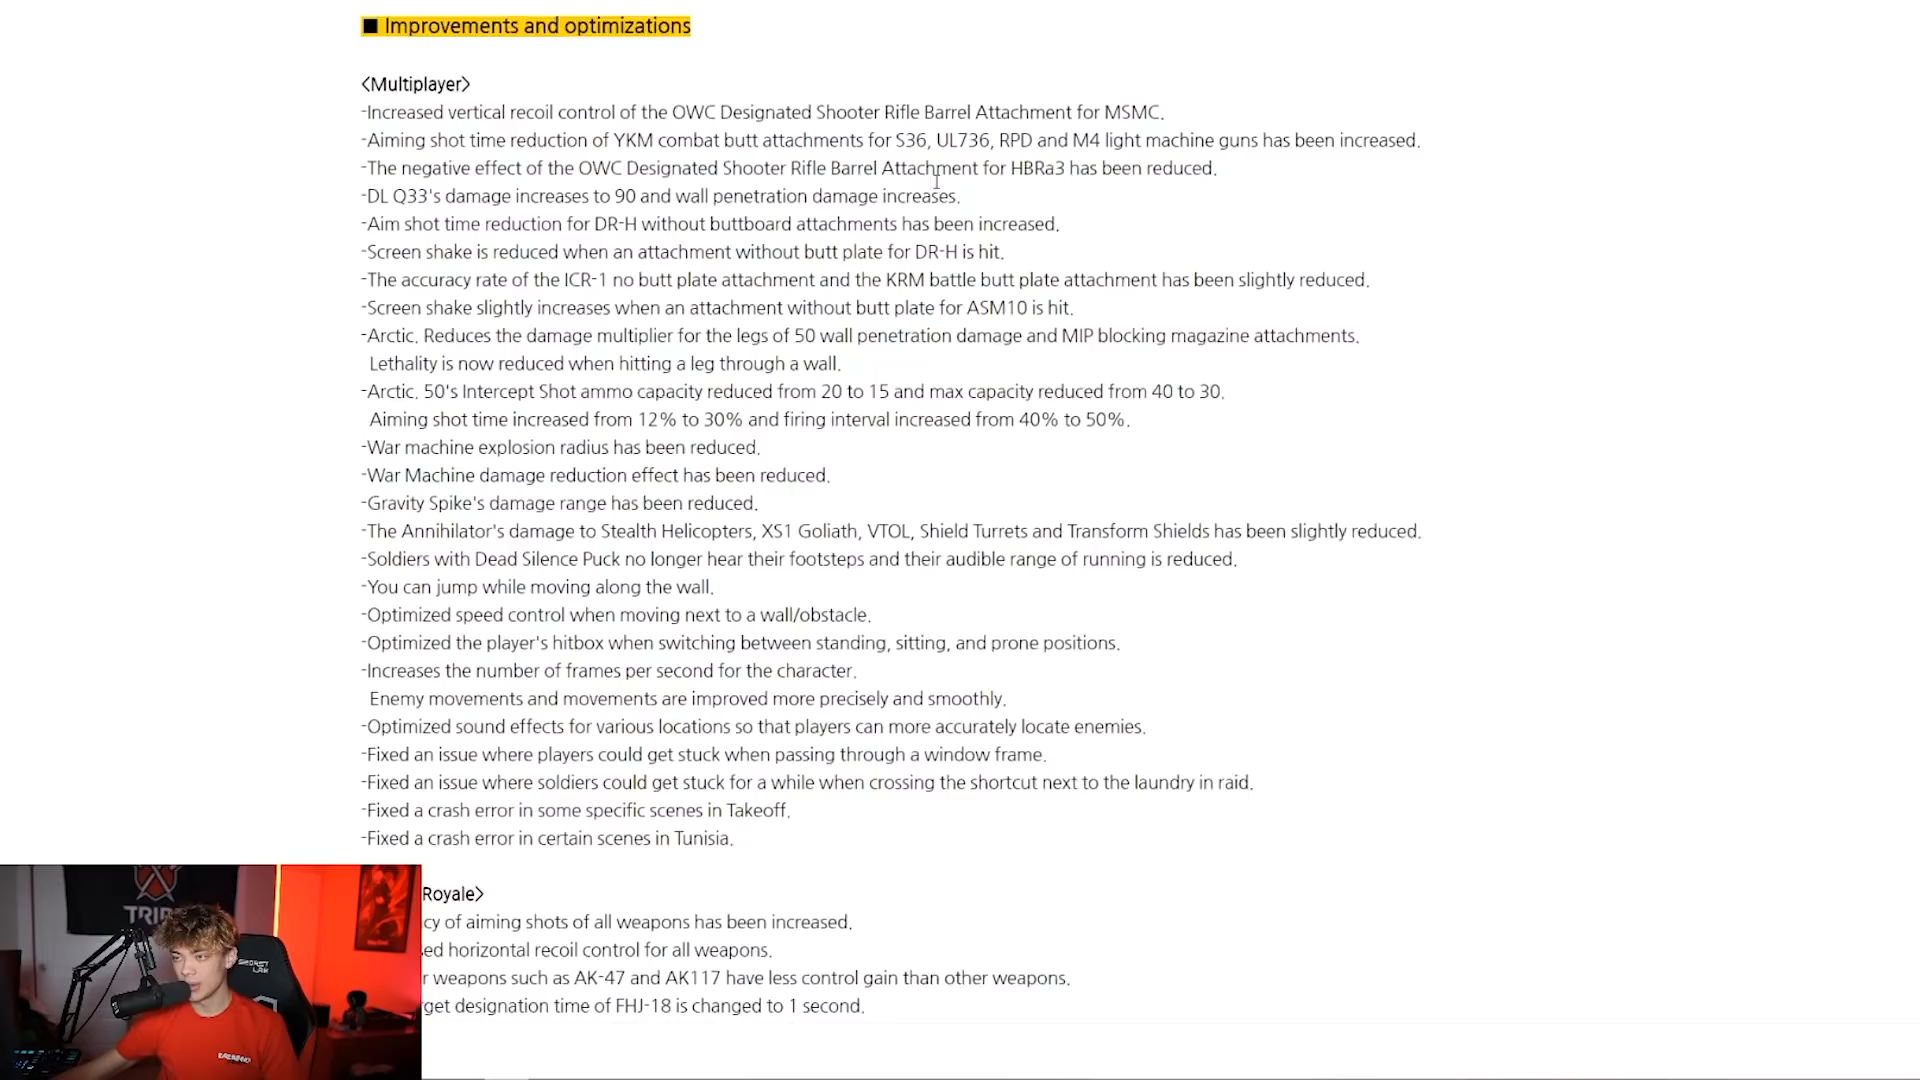 ■ Improvements and optimizations
<Multiplayer>
-Increased vertical recoil control of the OWC Designated Shooter Rifle Barrel Attachment for MSMC.
-Aiming shot time reduction of YKM combat butt attachments for S36, UL736, RPD and M4 light machine guns has been increased.
-The negative effect of the OWC Designated Shooter Rifle Barrel Attachment for HBRa3 has been reduced.
-DL Q33's damage increases to 90 and wall penetration damage increases.
-Aim shot time reduction for DR-H without buttboard attachments has been increased.
-Screen shake is reduced when an attachment without butt plate for DR-H is hit.
-The accuracy rate of the ICR-1 no butt plate attachment and the KRM battle butt plate attachment has been slightly reduced.
-Screen shake slightly increases when an attachment without butt plate for ASM10 is hit.
-Arctic. Reduces the damage multiplier for the legs of 50 wall penetration damage and MIP blocking magazine attachments.
Lethality is now reduced when hitting a leg through a wall.
-Arctic. 50's Intercept Shot ammo capacity reduced from 20 to 15 and max capacity reduced from 40 to 30.
Aiming shot time increased from 12% to 30% and firing interval increased from 40% to 50%.
-War machine explosion radius has been reduced.
-War Machine damage reduction effect has been reduced.
-Gravity Spike's damage range has been reduced.
-The Annihilator's damage to Stealth Helicopters, XS1 Goliath, VTOL, Shield Turrets and Transform Shields has been slightly reduced.
-Soldiers with Dead Silence Puck no longer hear their footsteps and their audible range of running is reduced.
-You can jump while moving along the wall.
-Optimized speed control when moving next to a wall/obstacle.
-Optimized the player's hitbox when switching between standing, sitting, and prone positions.
-Increases the number of frames per second for the character.
Enemy movements and movements are improved more precisely and smoothly.
-Optimized sound effects for various locations so that players can more accurately locate enemies.
-Fixed an issue where players could get stuck when passing through a window frame.
-Fixed an issue where soldiers could get stuck for a while when crossing the shortcut next to the laundry in raid.
-Fixed a crash error in some specific scenes in Takeoff.
-Fixed a crash error in certain scenes in Tunisia.
Royale>
cy of aiming shots of all weapons has been increased.
ed horizontal recoil control for all weapons.
r weapons such as AK-47 and AK117 have less control gain than other weapons.
get designation time of FHJ-18 is changed to 1 second.
TRIB
SECRET
LAB